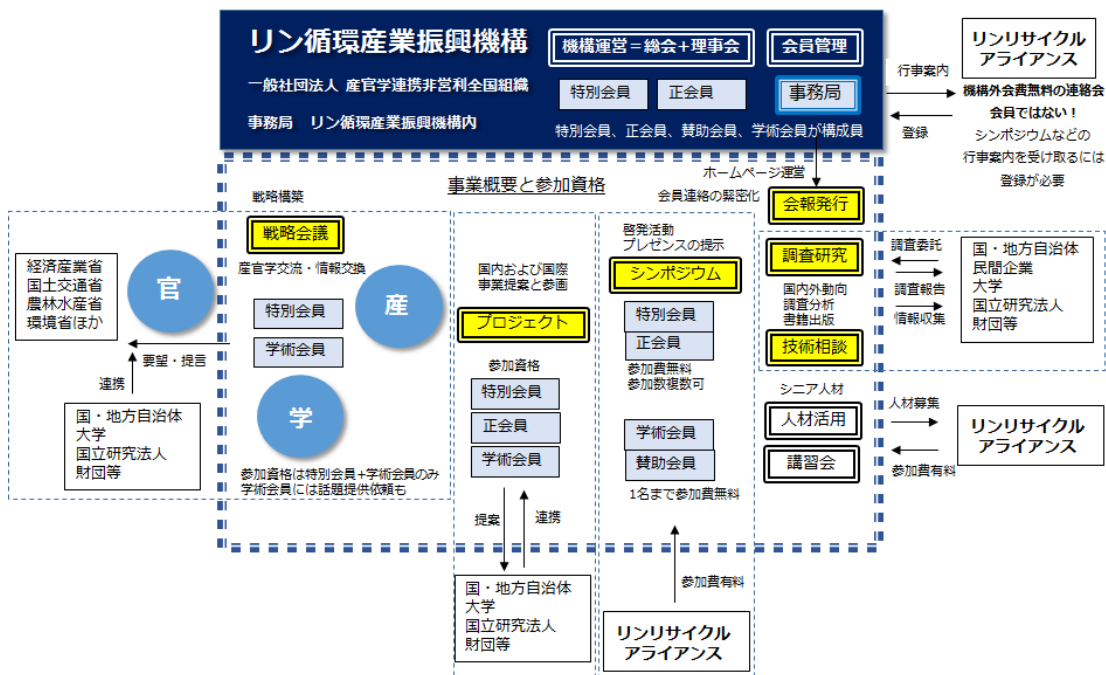 リン循環産業振興機構
一般社団法人 産官学連携非営利全国組織
事務局 リン循環産業振興機構内
機構運営＝総会＋理事会
会員管理
特別会員
正会員
事務局
特別会員、正会員、賛助会員、学術会員が構成員
行事案内
登録
リンリサイクル
アライアンス
機構外会費無料の連絡会
会員ではない！
シンポジウムなどの
行事案内を受け取るには
登録が必要
事業概要と参加資格
ホームページ運営
会員連絡の緊密化
会報発行
戦略構築
戦略会議
産官学交流・情報交換
特別会員
学術会員
官
産
学
経済産業省
国土交通省
農林水産省
環境省ほか
要望・提言
連携
国・地方自治体
大学
国立研究法人
財団等
参加資格は特別会員+学術会員のみ
学術会員には話題提供依頼も
国内および国際
事業提案と参画
プロジェクト
参加資格
特別会員
正会員
学術会員
提案
連携
国・地方自治体
大学
国立研究法人
財団等
啓発活動
プレゼンスの提示
シンポジウム
特別会員
正会員
参加費無料
参加数複数可
学術会員
賛助会員
1名まで参加費無料
参加費有料
リンリサイクル
アライアンス
調査研究
国内外動向
調査分析
書籍出版
技術相談
調査委託
調査報告
情報収集
国・地方自治体
民間企業
大学
国立研究法人
財団等
シニア人材
人材活用
講習会
人材募集
参加費有料
リンリサイクル
アライアンス